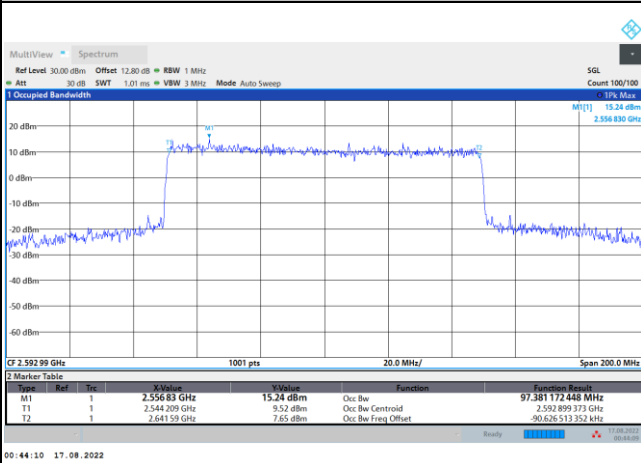 MultiView Spectrum
Ref Level 30.00 dBm Offset 12.80 dB RBW 1 MHz SGL
Att 30 dB SWT 1.01 ms VBW 3 MHz Mode Auto Sweep Count 100/100
1 Occupied Bandwidth 1Pk Max
M1[1] 15.24 dBm
2.556 830 GHz
20 dBm
M1
T1
T2
10 dBm
0 dBm
-10 dBm
-20 dBm
-30 dBm
-40 dBm
-50 dBm
-60 dBm
CF 2.592 99 GHz 1001 pts 20.0 MHz/ Span 200.0 MHz
2 Marker Table
Type Ref Trc X-Value Y-Value Function Function Result
M1 1 2.556 83 GHz 15.24 dBm Occ Bw 97.381 172 448 MHz
T1 1 2.544 209 GHz 9.52 dBm Occ Bw Centroid 2.592 899 373 GHz
T2 1 2.641 59 GHz 7.65 dBm Occ Bw Freq Offset -90.626 513 352 kHz
Ready 17.08.2022
00:44:09
00:44:10 17.08.2022